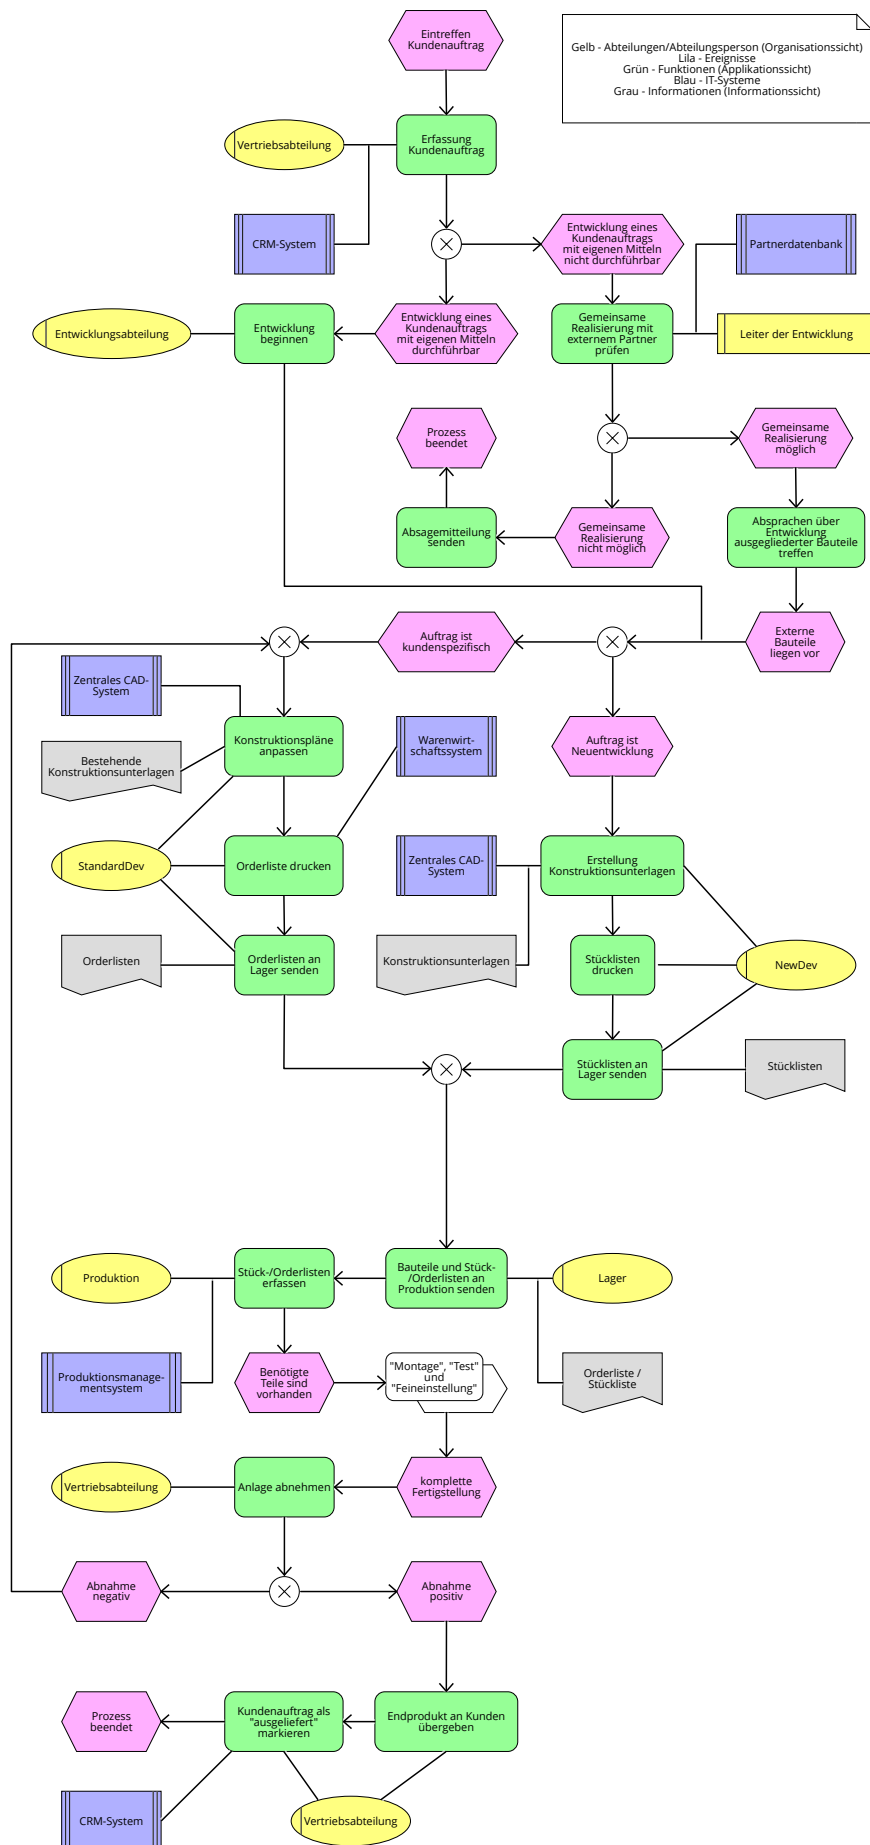 Eintreffen
Kundenauftrag
Gelb - Abteilungen/Abteilungsperson (Organisationssicht)
Lila - Ereignisse
Grün - Funktionen (Applikationssicht)
Blau - IT-Systeme
Grau - Informationen (Informationssicht)
Vertriebsabteilung
Erfassung
Kundenauftrag
CRM-System
Entwicklung eines
Kundenauftrags
mit eigenen Mitteln
nicht durchführbar
Partnerdatenbank
Entwicklungsabteilung
Entwicklung
beginnen
Entwicklung eines
Kundenauftrags
mit eigenen Mitteln
durchführbar
Gemeinsame
Realisierung mit
externem Partner
prüfen
Leiter der Entwicklung
Prozess
beendet
Gemeinsame
Realisierung
möglich
Absagemitteilung
senden
Gemeinsame
Realisierung
nicht möglich
Absprachen über
Entwicklung
ausgegliederter Bauteile
treffen
Auftrag ist
kundenspezifisch
Externe
Bauteile
liegen vor
Zentrales CAD-
System
Konstruktionspläne
anpassen
Warenwirt-
schaftssystem
Auftrag ist
Neuentwicklung
Bestehende
Konstruktionsunterlagen
StandardDev
Orderliste drucken
Zentrales CAD-
System
Erstellung
Konstruktionsunterlagen
Orderlisten
Orderlisten an
Lager senden
Konstruktionsunterlagen
Stücklisten
drucken
NewDev
Stücklisten an
Lager senden
Stücklisten
Produktion
Stück-/Orderlisten
erfassen
Bauteile und Stück-
/Orderlisten an
Produktion senden
Lager
Produktionsmanage-
mentsystem
Benötigte
Teile sind
vorhanden
"Montage", "Test"
und
"Feineinstellung"
Orderliste /
Stückliste
Vertriebsabteilung
Anlage abnehmen
komplette
Fertigstellung
Abnahme
negativ
Abnahme
positiv
Prozess
beendet
Kundenauftrag als
"ausgeliefert"
markieren
Endprodukt an Kunden
übergeben
CRM-System
Vertriebsabteilung